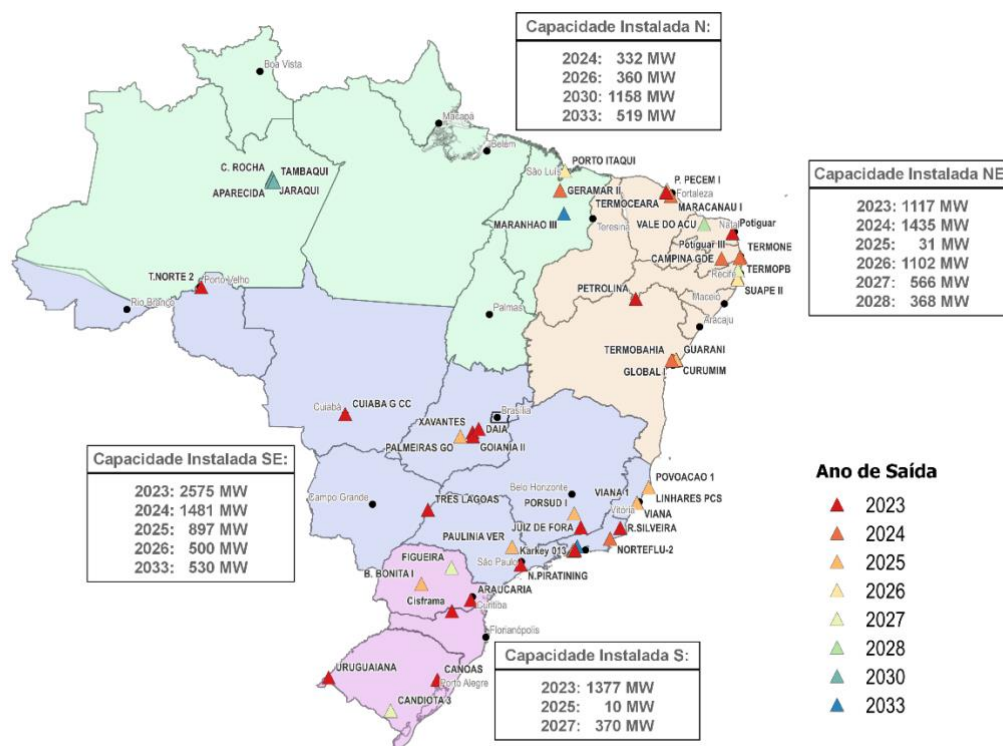 Capacidade Instalada N:
2024: 332 MW
2026: 360 MW
2030: 1158 MW
2033: 519 MW
Boa Vista
Macapá
Belém
C. ROCHA
TAMBAQUI
APARECIDA
JARAQUI
São Luís
PORTO ITAQUI
GERAMAR II
MARANHAO III
Teresina
P. PECEM I
Fortaleza
TERMOCEARA
MARACANAU I
VALE DO ACU
Natal
Potiguar
Potiguar III
CAMPINA GDE
TERMONE
Recife
TERMOPB
SUAPE II
Maceió
PETROLINA
Aracaju
Capacidade Instalada NE:
2023: 1117 MW
2024: 1435 MW
2025: 31 MW
2026: 1102 MW
2027: 566 MW
2028: 368 MW
T.NORTE 2
Porto Velho
Rio Branco
Palmas
TERMOBAHIA
GUARANI
GLOBAL I
CURUMIM
Cuiabá
CUIABA G CC
Brasília
XAVANTES
DAIA
PALMEIRAS GO
GOIANIA II
Capacidade Instalada SE:
2023: 2575 MW
2024: 1481 MW
2025: 897 MW
2026: 500 MW
2033: 530 MW
Campo Grande
TRES LAGOAS
Belo Horizonte
POVOACAO 1
LINHARES PCS
VIANA 1
Vitória
VIANA
PORSUD I
JUIZ DE FORA
R.SILVEIRA
NORTEFLU-2
PAULINIA VER
Karkey 013
São Paulo
N.PIRATINING
FIGUEIRA
B. BONITA I
ARAUCARIA
Curitiba
Cisframa
Florianópolis
URUGUAIANA
CANOAS
Porto Alegre
CANDIOTA 3
Capacidade Instalada S:
2023: 1377 MW
2025: 10 MW
2027: 370 MW
Ano de Saída
2023
2024
2025
2026
2027
2028
2030
2033